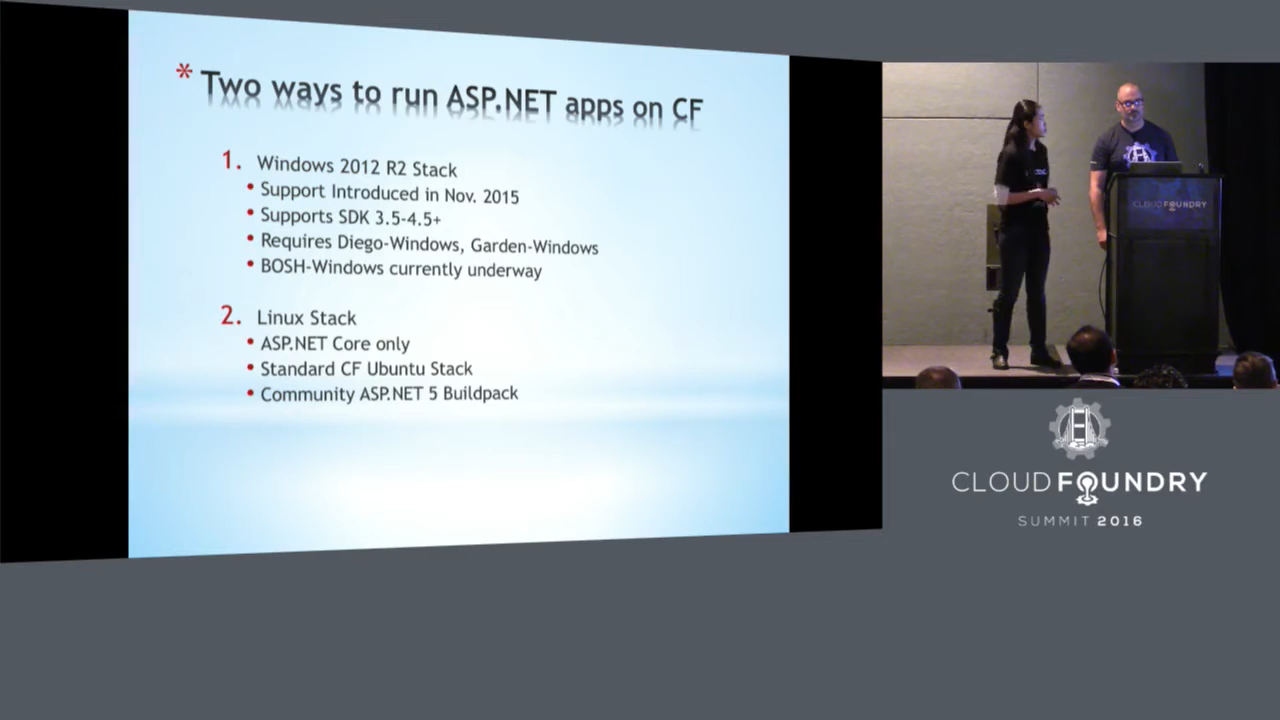 * Two ways to run ASP.NET apps on CF
1. Windows 2012 R2 Stack
• Support Introduced in Nov. 2015
• Supports SDK 3.5-4.5+
• Requires Diego-Windows, Garden-Windows
• BOSH-Windows currently underway
2. Linux Stack
• ASP.NET Core only
• Standard CF Ubuntu Stack
• Community ASP.NET 5 Buildpack
CLOUD FOUNDRY
CLOUD FOUNDRY
SUMMIT 2016